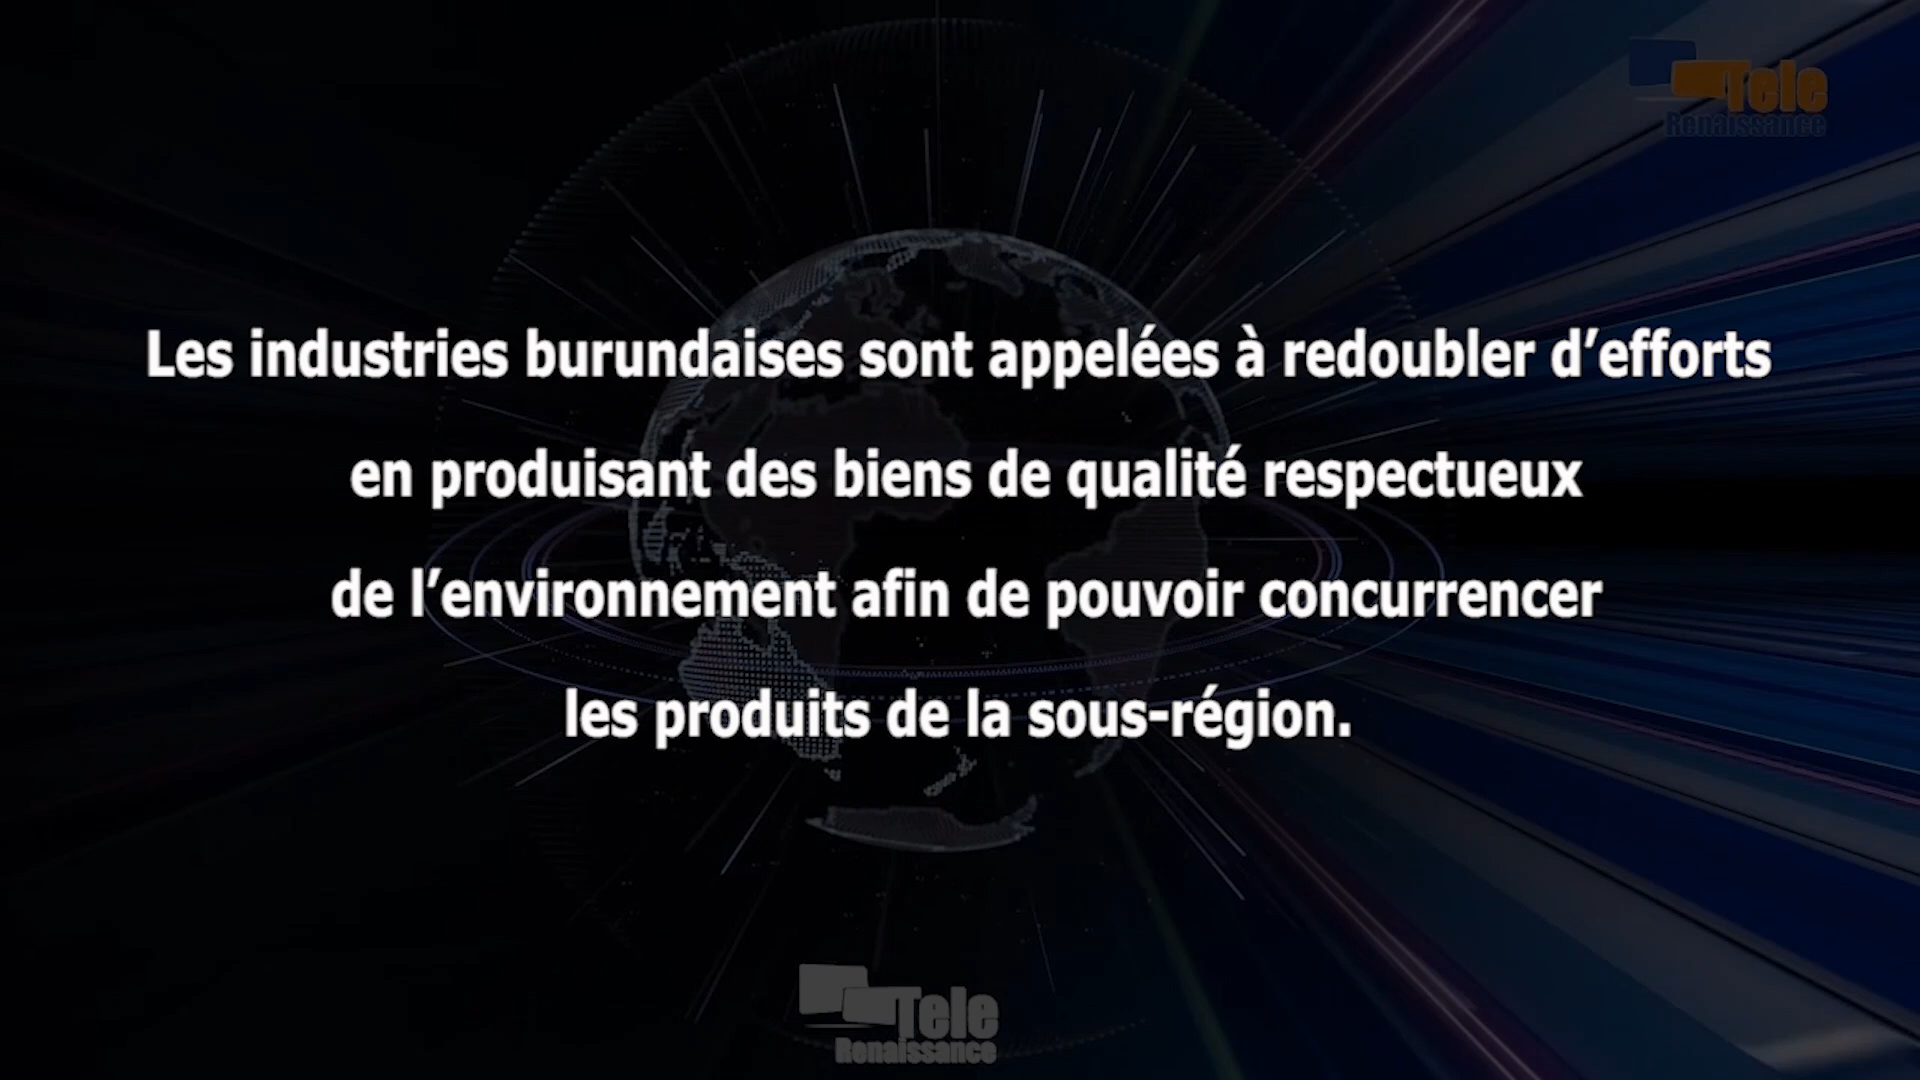 Tele
Renaissance
Les industries burundaises sont appelées à redoubler d’efforts
en produisant des biens de qualité respectueux
de l’environnement afin de pouvoir concurrencer
les produits de la sous-région.
Tele
Renaissance